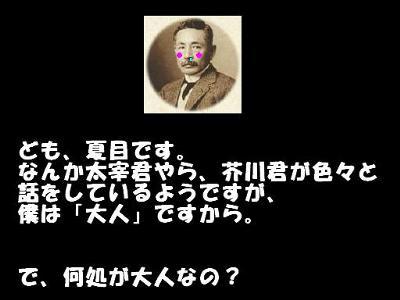 ども、夏目です。
なんか太宰君やら、芥川君が色々と
話をしているようですが、
僕は「大人」ですから。
で、何処が大人なの？